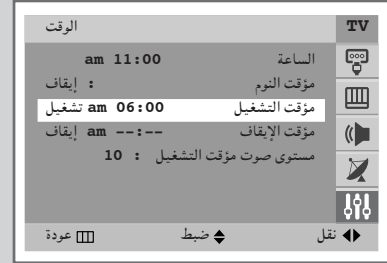 TV الوقت
الساعة 11:00 am
مؤقت النوم : إيقاف
مؤقت التشغيل 06:00 am تشغيل
مؤقت الإيقاف --:-- am إيقاف
مستوى صوت مؤقت التشغيل : 10
نقل ضبط عودة